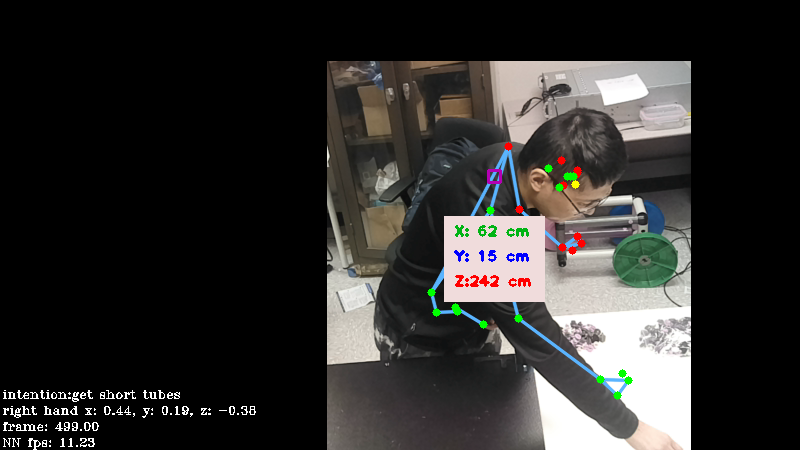 X: 62 cm
Y: 15 cm
Z:242 cm
intention:get short tubes
right hand x: 0.44, y: 0.19, z: -0.38
frame: 499.00
NN fps: 11.23